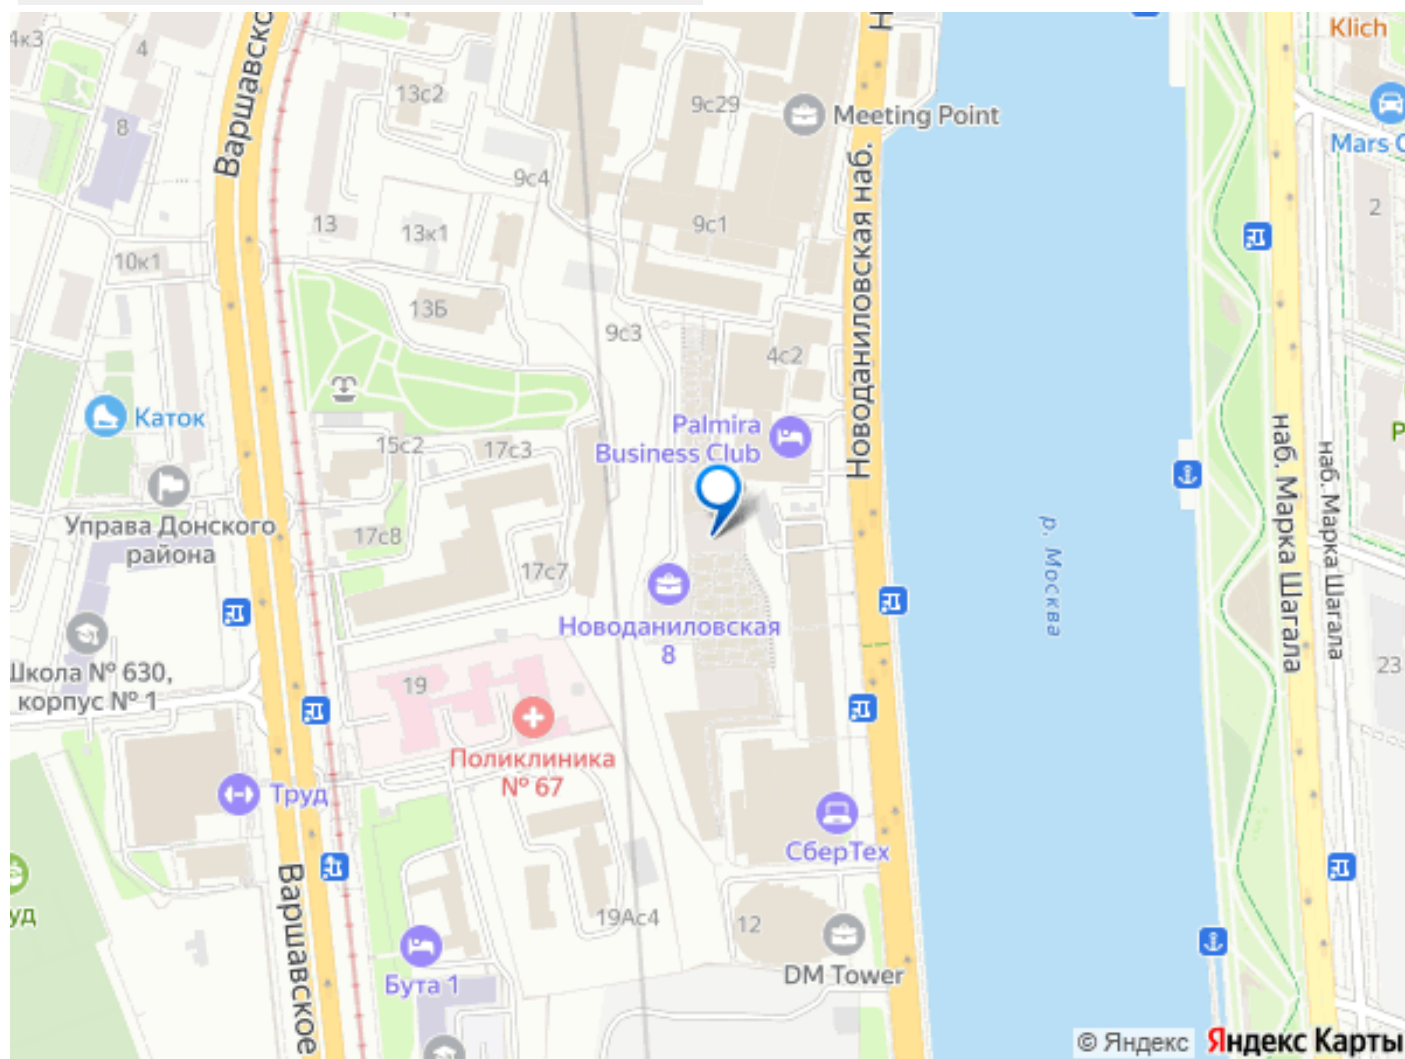 Klich
4к3
4
Варшавско
13с2
9с29
Meeting Point
Н
8
Mars
9с4
2
13
13к1
9с1
Новоданиловская наб.
10к1
13Б
9с3
4с2
Каток
15с2
17с3
Palmira
Business Club
наб. Марка Шагала
наб. Марка Шагала
Управа Донского
района
17с8
р. Москва
17с7
Новоданиловская
8
Школа № 630,
корпус № 1
19
23
Поликлиника
№ 67
Труд
СберТех
Варшавское
уд
19Ас4
12
DM Tower
Бута 1
© Яндекс
Яндекс Карты